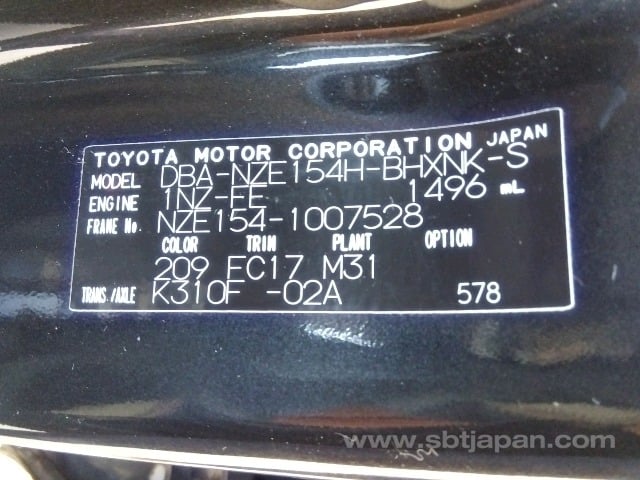 TOYOTA MOTOR CORPORATION JAPAN
MODEL DBA-NZE154H-BHXNK-S
ENGINE 1NZ-FE 1496 mL
FRAME No. NZE154-1007528
COLOR TRIM PLANT OPTION
209 FC17 M31
TRANS./AXLE K310F -02A 578
www.sbtjapan.com